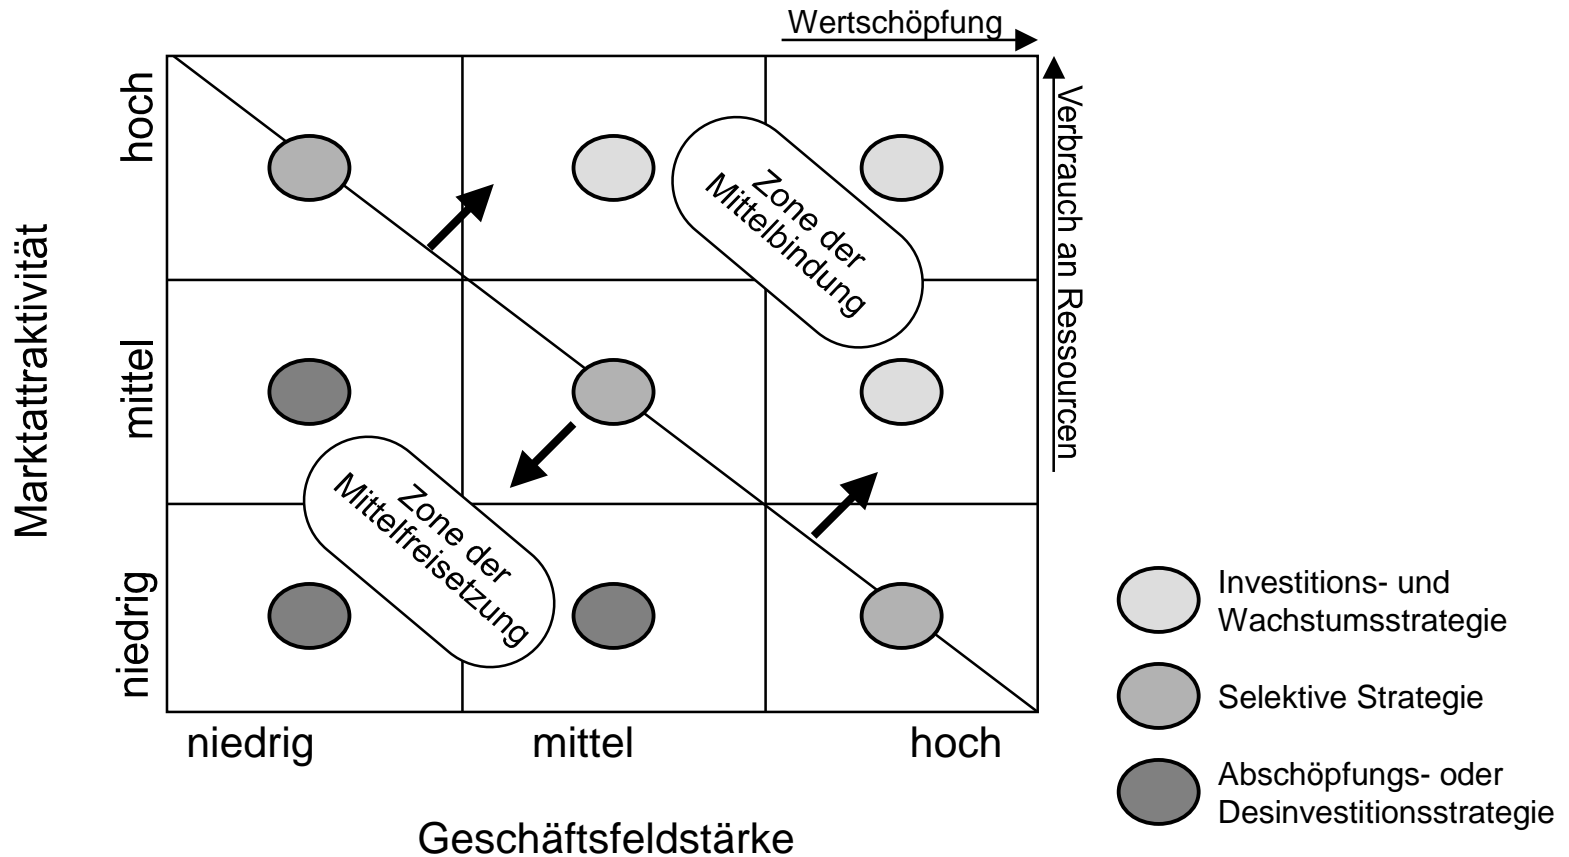 Wertschöpfung
Verbrauch an Ressourcen
Marktattraktivität
hoch
mittel
niedrig
Zone der
Mittelbindung
Zone der
Mittelfreisetzung
niedrig
mittel
hoch
Geschäftsfeldstärke
Investitions- und
Wachstumsstrategie
Selektive Strategie
Abschöpfungs- oder
Desinvestitionsstrategie